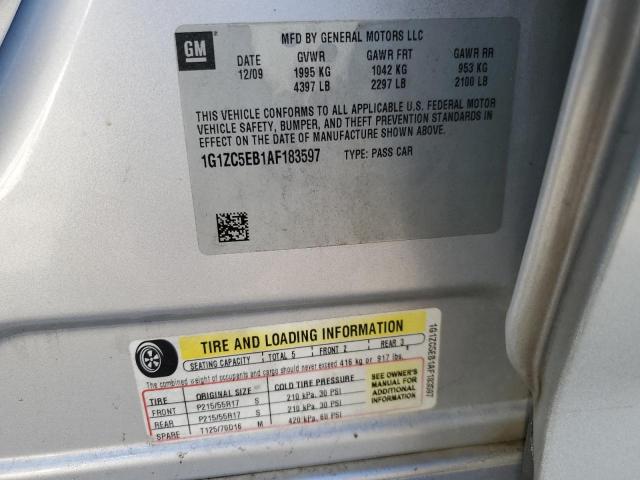 GM
MFD BY GENERAL MOTORS LLC
DATE GVWR GAWR FRT GAWR RR
12/09 1995 KG 1042 KG 953 KG
4397 LB 2297 LB 2100 LB
THIS VEHICLE CONFORMS TO ALL APPLICABLE U.S. FEDERAL MOTOR
VEHICLE SAFETY, BUMPER, AND THEFT PREVENTION STANDARDS IN
EFFECT ON THE DATE OF MANUFACTURE SHOWN ABOVE.
1G1ZC5EB1AF183597 TYPE: PASS CAR
TIRE AND LOADING INFORMATION
SEATING CAPACITY TOTAL 5 FRONT 2 REAR 3
The combined weight of occupants and cargo should never exceed 416 kg or 917 lbs.
TIRE ORIGINAL SIZE COLD TIRE PRESSURE
FRONT P215/55R17 S 210 kPa, 30 PSI
REAR P215/55R17 S 210 kPa, 30 PSI
SPARE T125/70D16 M 420 kPa, 60 PSI
SEE OWNER'S
MANUAL FOR
ADDITIONAL
INFORMATION
1G1ZC5EB1AF183597